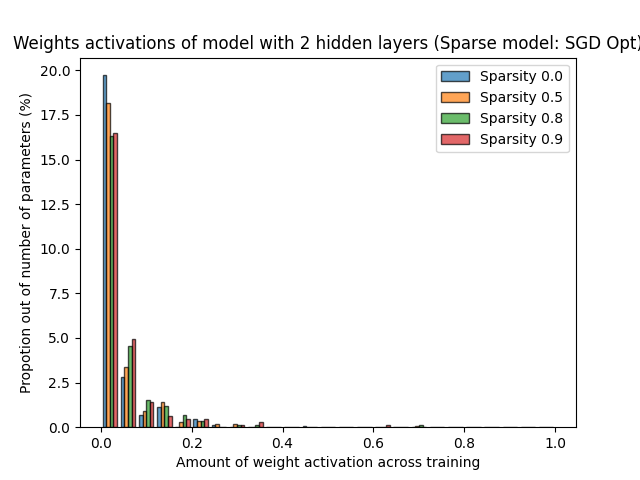 Weights activations of model with 2 hidden layers (Sparse model: SGD Opt)
20.0
17.5
15.0
12.5
10.0
7.5
5.0
2.5
0.0
Propotion out of number of parameters (%)
Sparsity 0.0
Sparsity 0.5
Sparsity 0.8
Sparsity 0.9
0.0 0.2 0.4 0.6 0.8 1.0
Amount of weight activation across training